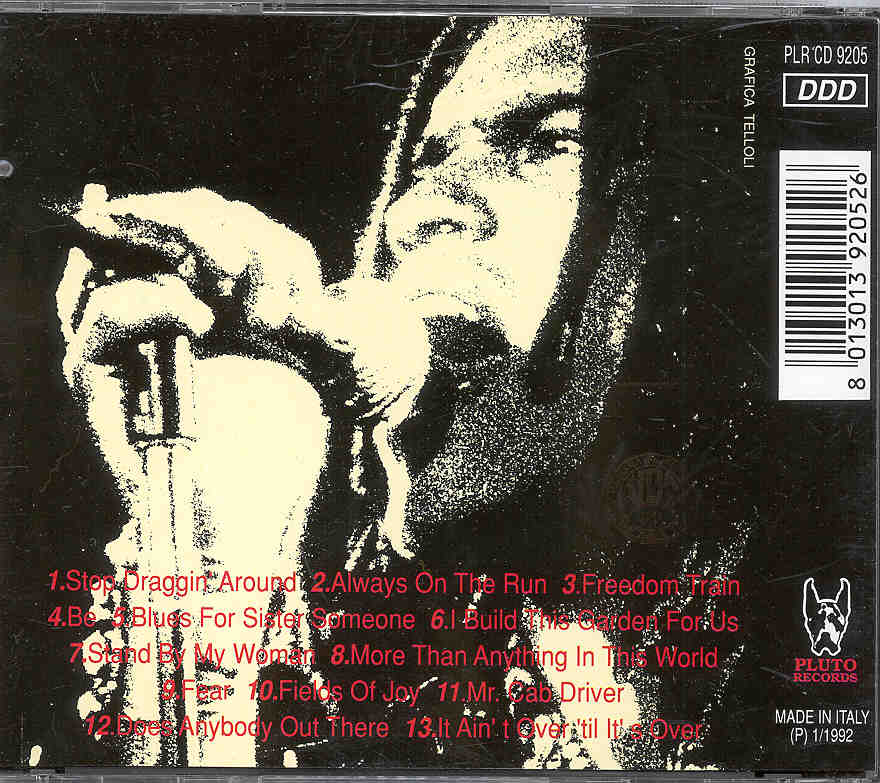 PLR CD 9205
DDD
GRAFICA TELLOLI
8 013013 920526
1.Stop Draggin' Around 2.Always On The Run 3.Freedom Train
4.Be 5.Blues For Sister Someone 6.I Build This Garden For Us
7.Stand By My Woman 8.More Than Anything In This World
9.Fear 10.Fields Of Joy 11.Mr. Cab Driver
12.Does Anybody Out There 13.It Ain' t Over 'til It' s Over
PLUTO
RECORDS
MADE IN ITALY
(P) 1/1992